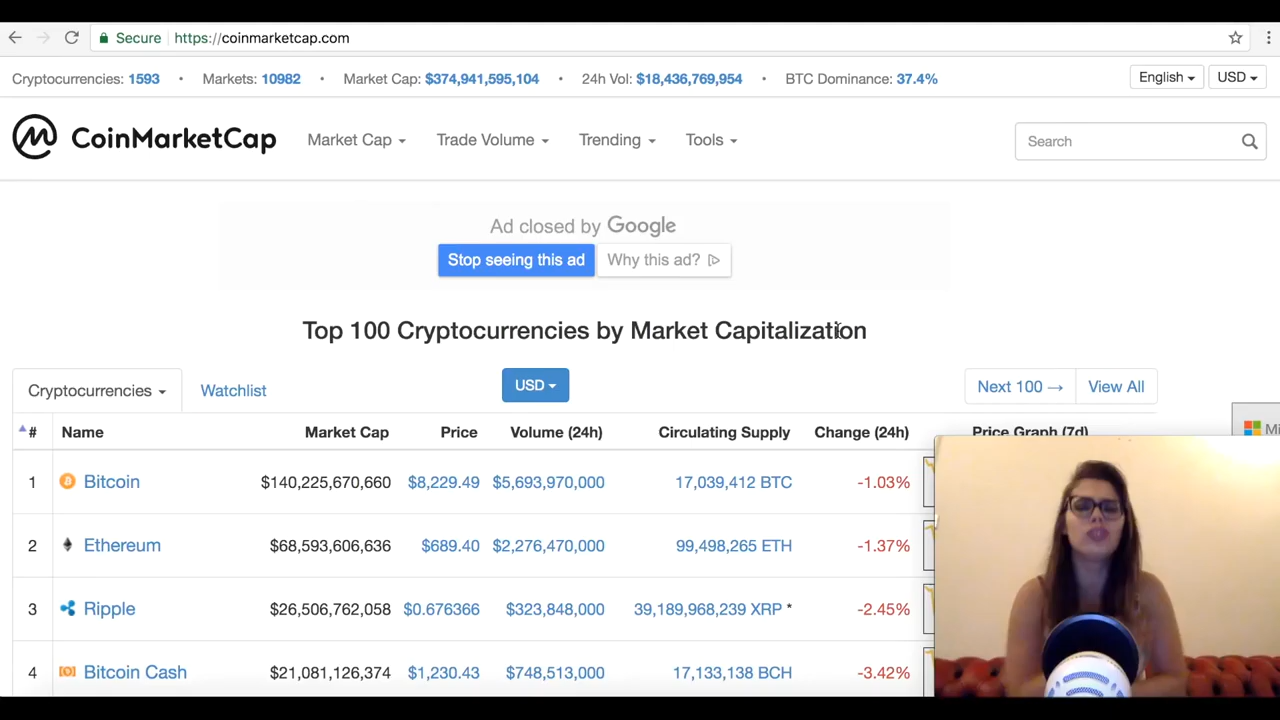 Secure https://coinmarketcap.com
Cryptocurrencies: 1593 • Markets: 10982 • Market Cap: $374,941,595,104 • 24h Vol: $18,436,769,954 • BTC Dominance: 37.4% English USD
CoinMarketCap Market Cap Trade Volume Trending Tools Search
Ad closed by Google
Stop seeing this ad Why this ad?
Top 100 Cryptocurrencies by Market Capitalization
Cryptocurrencies Watchlist USD Next 100 → View All
# Name Market Cap Price Volume (24h) Circulating Supply Change (24h) Price Graph (7d)
1 Bitcoin $140,225,670,660 $8,229.49 $5,693,970,000 17,039,412 BTC -1.03%
2 Ethereum $68,593,606,636 $689.40 $2,276,470,000 99,498,265 ETH -1.37%
3 Ripple $26,506,762,058 $0.676366 $323,848,000 39,189,968,239 XRP * -2.45%
4 Bitcoin Cash $21,081,126,374 $1,230.43 $748,513,000 17,133,138 BCH -3.42%